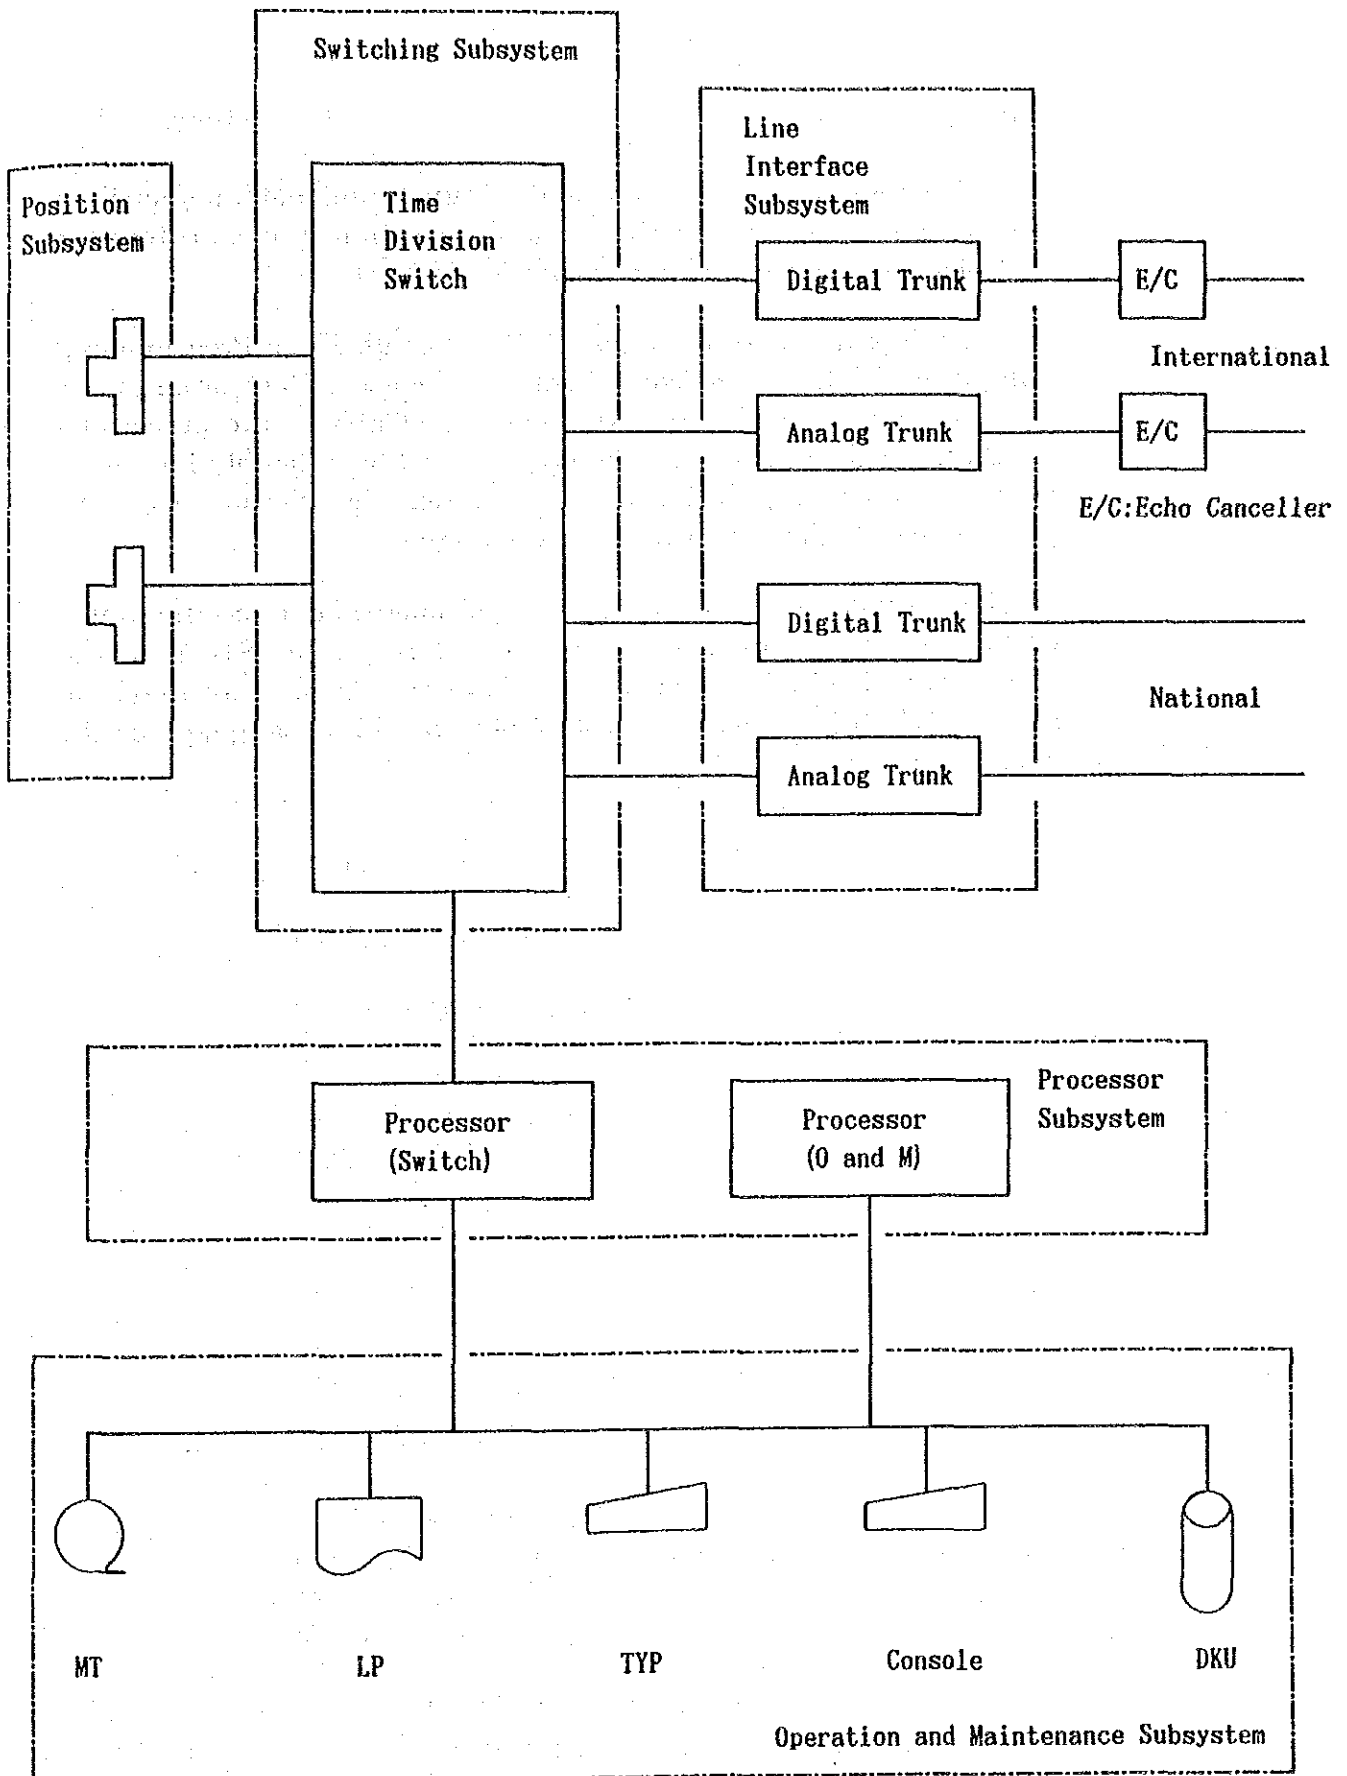 Switching Subsystem
Line
Interface
Subsystem
Position
Subsystem
Time
Division
Switch
Digital Trunk
E/C
International
Analog Trunk
E/C
E/C:Echo Canceller
Digital Trunk
National
Analog Trunk
Processor
Subsystem
Processor
(Switch)
Processor
(O and M)
MT
LP
TYP
Console
DKU
Operation and Maintenance Subsystem